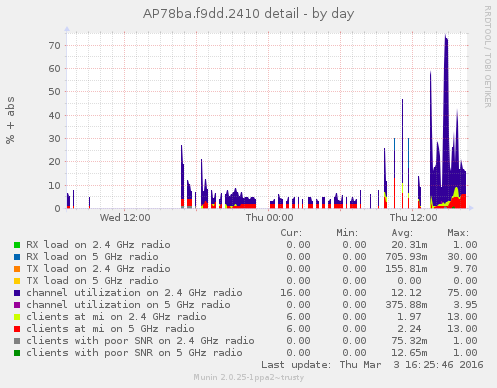 AP78ba.f9dd.2410 detail - by day
RRDTOOL / TOBI OETIKER
% + abs
70
60
50
40
30
20
10
0
Wed 12:00 Thu 00:00 Thu 12:00
Cur: Min: Avg: Max:
RX load on 2.4 GHz radio 0.00 0.00 20.31m 1.00
RX load on 5 GHz radio 0.00 0.00 705.93m 30.00
TX load on 2.4 GHz radio 0.00 0.00 155.81m 9.70
TX load on 5 GHz radio 0.00 0.00 0.00 0.00
channel utilization on 2.4 GHz radio 16.00 0.00 12.12 75.00
channel utilization on 5 GHz radio 0.00 0.00 375.88m 3.95
clients at mi on 2.4 GHz radio 6.00 0.00 1.97 13.00
clients at mi on 5 GHz radio 6.00 0.00 2.24 13.00
clients with poor SNR on 2.4 GHz radio 0.00 0.00 75.32m 1.00
clients with poor SNR on 5 GHz radio 0.00 0.00 12.65m 1.00
Last update: Thu Mar 3 16:25:46 2016
Munin 2.0.25-1ppa2~trusty